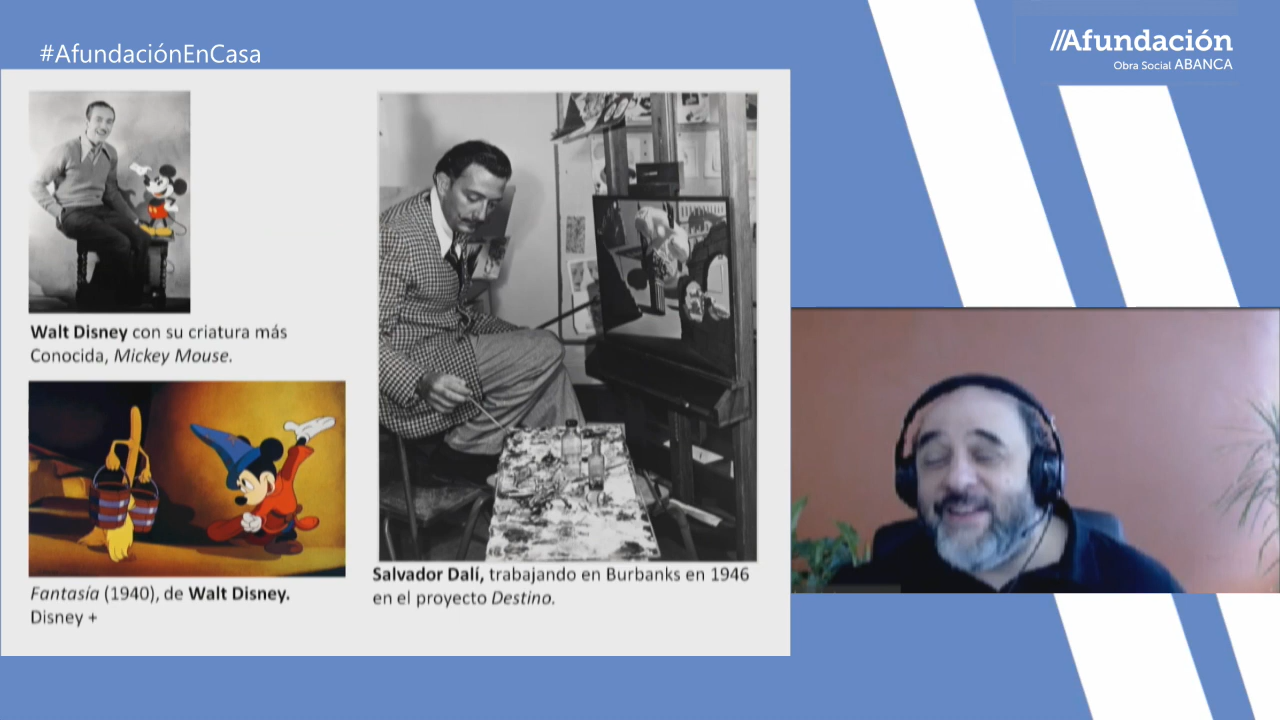 #AfundaciónEnCasa
//Afundación
Obra Social ABANCA
Walt Disney con su criatura más
Conocida, Mickey Mouse.
Fantasía (1940), de Walt Disney.
Disney +
Salvador Dalí, trabajando en Burbanks en 1946
en el proyecto Destino.